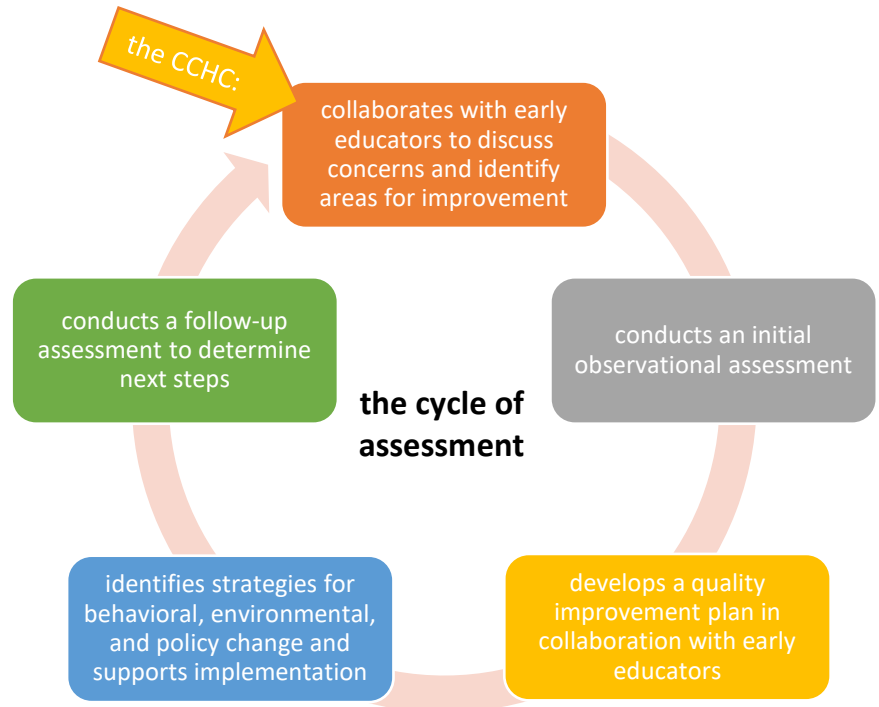 the CCHC:
collaborates with early
educators to discuss
concerns and identify
areas for improvement
conducts an initial
observational assessment
develops a quality
improvement plan in
collaboration with early
educators
identifies strategies for
behavioral, environmental,
and policy change and
supports implementation
conducts a follow-up
assessment to determine
next steps
the cycle of
assessment